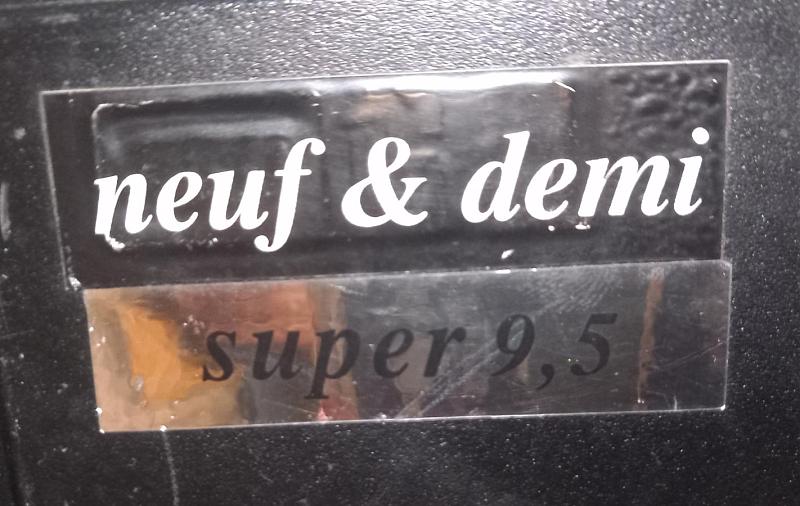 neuf & demi
super 9,5